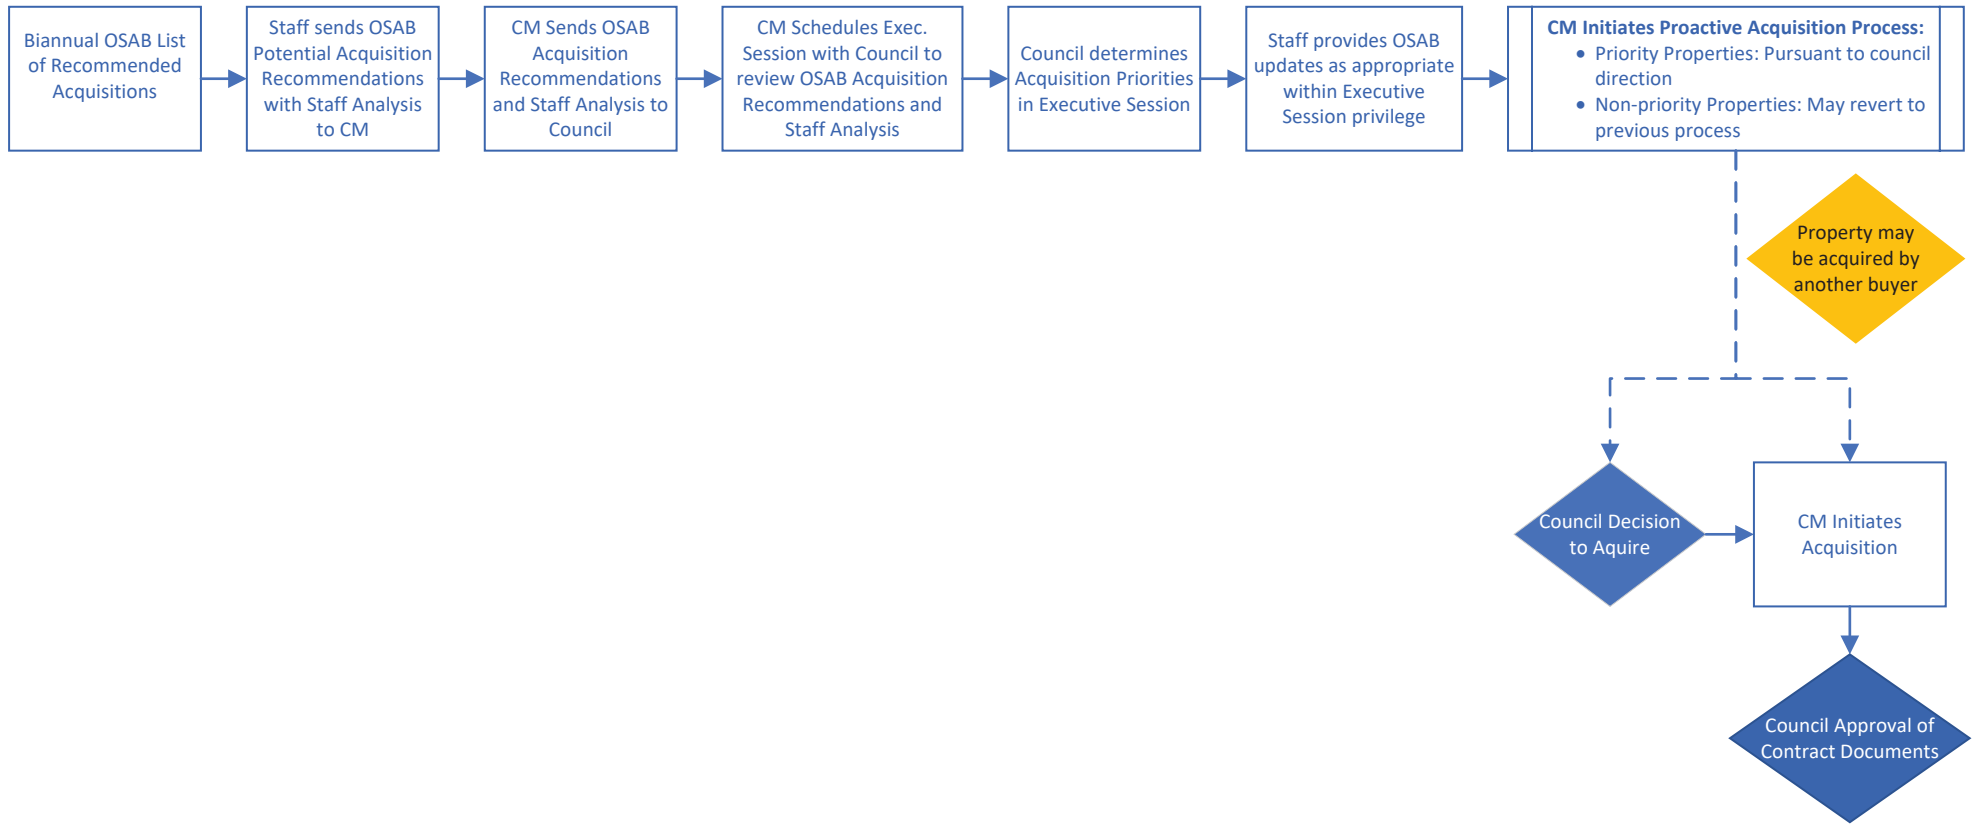 Biannual OSAB List
of Recommended
Acquisitions
Staff sends OSAB
Potential Acquisition
Recommendations
with Staff Analysis
to CM
CM Sends OSAB
Acquisition
Recommendations
and Staff Analysis to
Council
CM Schedules Exec.
Session with Council to
review OSAB Acquisition
Recommendations and
Staff Analysis
Council determines
Acquisition Priorities
in Executive Session
Staff provides OSAB
updates as appropriate
within Executive
Session privilege
CM Initiates Proactive Acquisition Process:
• Priority Properties: Pursuant to council
direction
• Non-priority Properties: May revert to
previous process
Property may
be acquired by
another buyer
Council Decision
to Aquire
CM Initiates
Acquisition
Council Approval of
Contract Documents